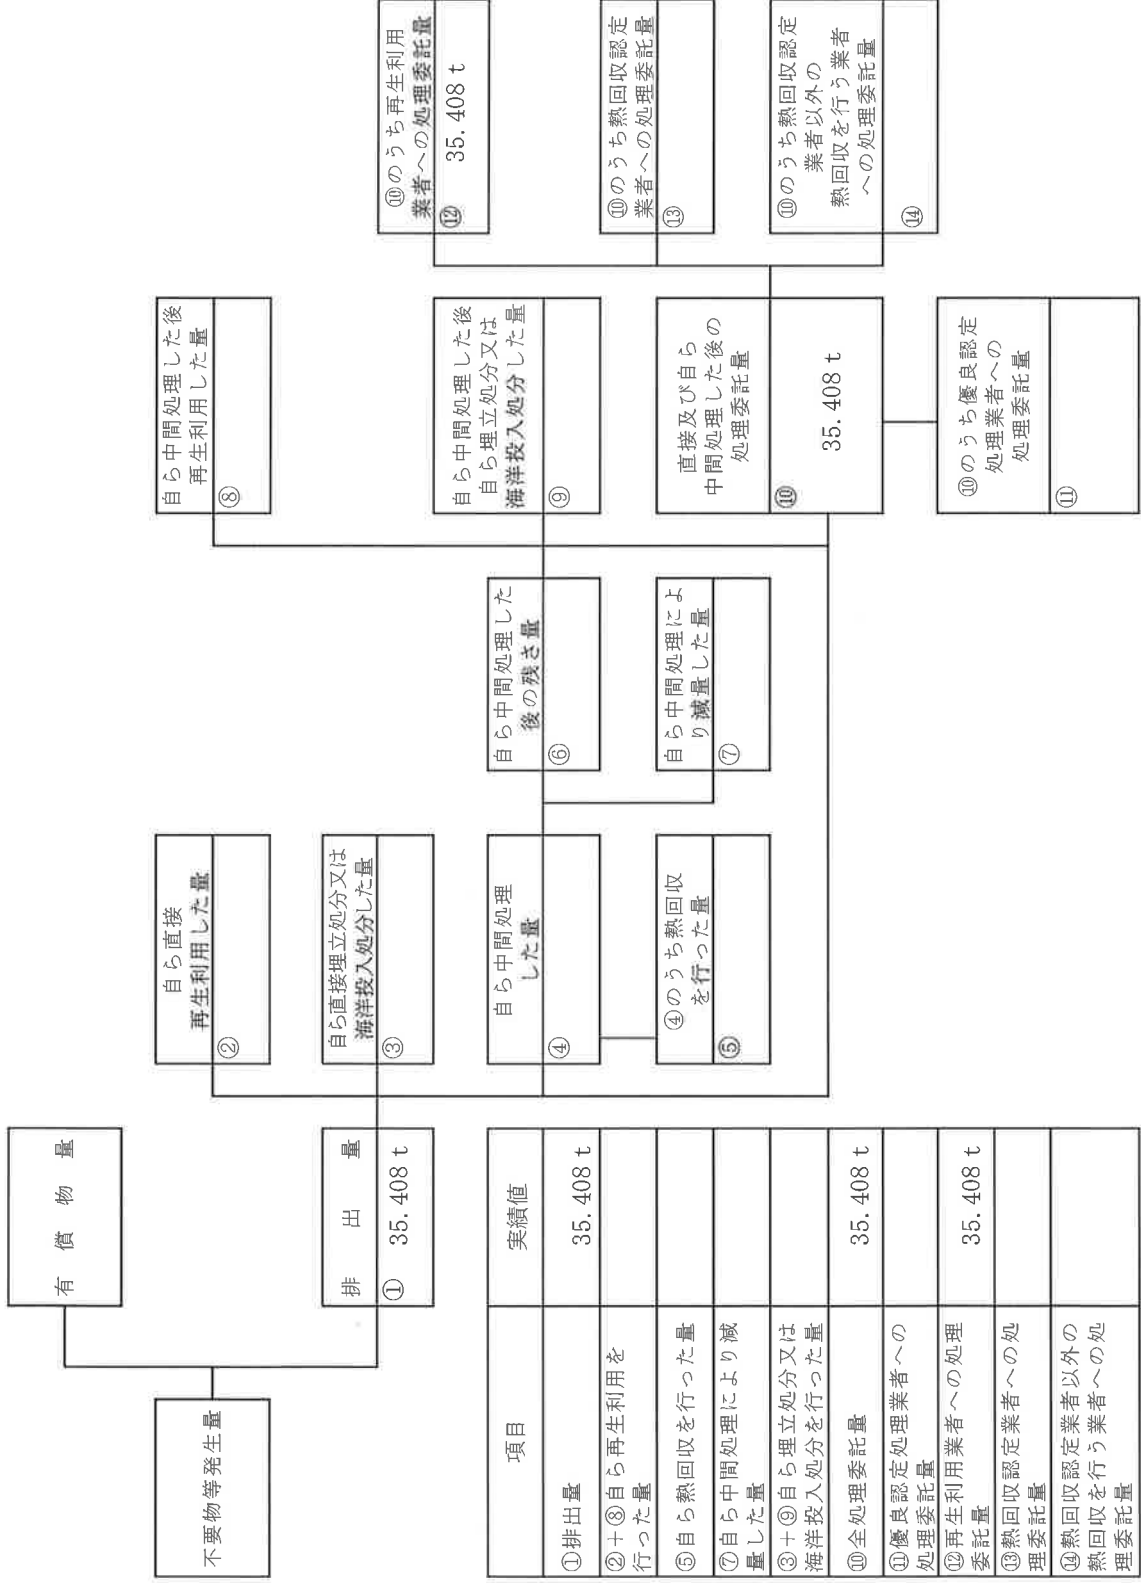 有償物量
不要物等発生量
排出量
① 35.408 t
自ら直接
再生利用した量
②
自ら直接埋立処分又は
海洋投入処分した量
③
自ら中間処理
した量
④
④のうち熱回収
を行った量
⑤
自ら中間処理した
後の残さ量
⑥
自ら中間処理によ
り減量した量
⑦
自ら中間処理した後
再生利用した量
⑧
自ら中間処理した後
自ら埋立処分又は
海洋投入処分した量
⑨
直接及び自ら
中間処理した後の
処理委託量
⑩
35.408 t
⑩のうち優良認定
処理業者への
処理委託量
⑪
⑩のうち再生利用
業者への処理委託量
⑫ 35.408 t
⑩のうち熱回収認定
業者への処理委託量
⑬
⑩のうち熱回収認定
業者以外の
熱回収を行う業者
への処理委託量
⑭
項目 実績値
①排出量 35.408 t
②+⑧自ら再生利用を
行った量
⑤自ら熱回収を行った量
⑦自ら中間処理により減
量した量
③+⑨自ら埋立処分又は
海洋投入処分を行った量
⑩全処理委託量 35.408 t
⑪優良認定処理業者への
処理委託量
⑫再生利用業者への処理
委託量 35.408 t
⑬熱回収認定業者への処
理委託量
⑭熱回収認定業者以外の
熱回収を行う業者への処
理委託量